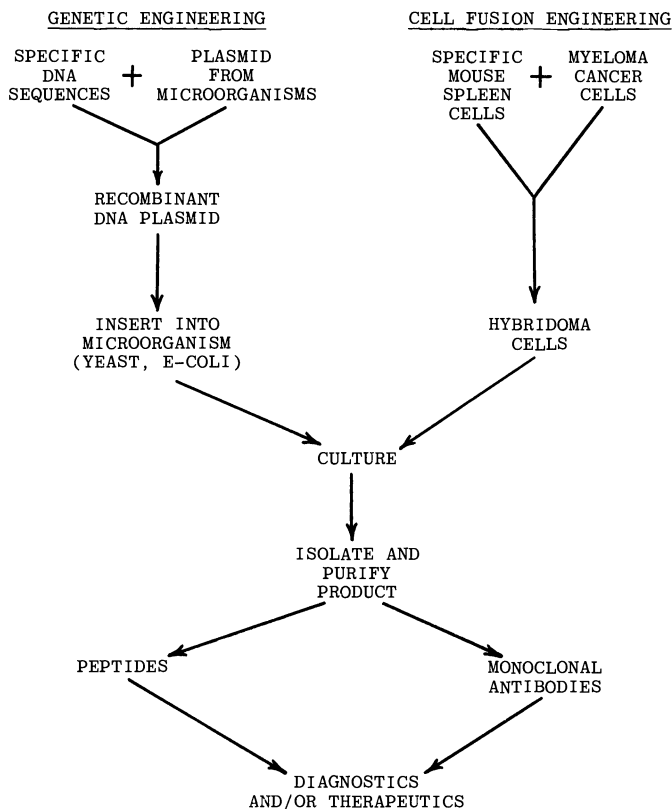 GENETIC ENGINEERING
SPECIFIC
DNA
SEQUENCES
+
PLASMID
FROM
MICROORGANISMS
RECOMBINANT
DNA PLASMID
INSERT INTO
MICROORGANISM
(YEAST, E-COLI)
CELL FUSION ENGINEERING
SPECIFIC
MOUSE
SPLEEN
CELLS
+
MYELOMA
CANCER
CELLS
HYBRIDOMA
CELLS
CULTURE
ISOLATE AND
PURIFY
PRODUCT
PEPTIDES
MONOCLONAL
ANTIBODIES
DIAGNOSTICS
AND/OR THERAPEUTICS